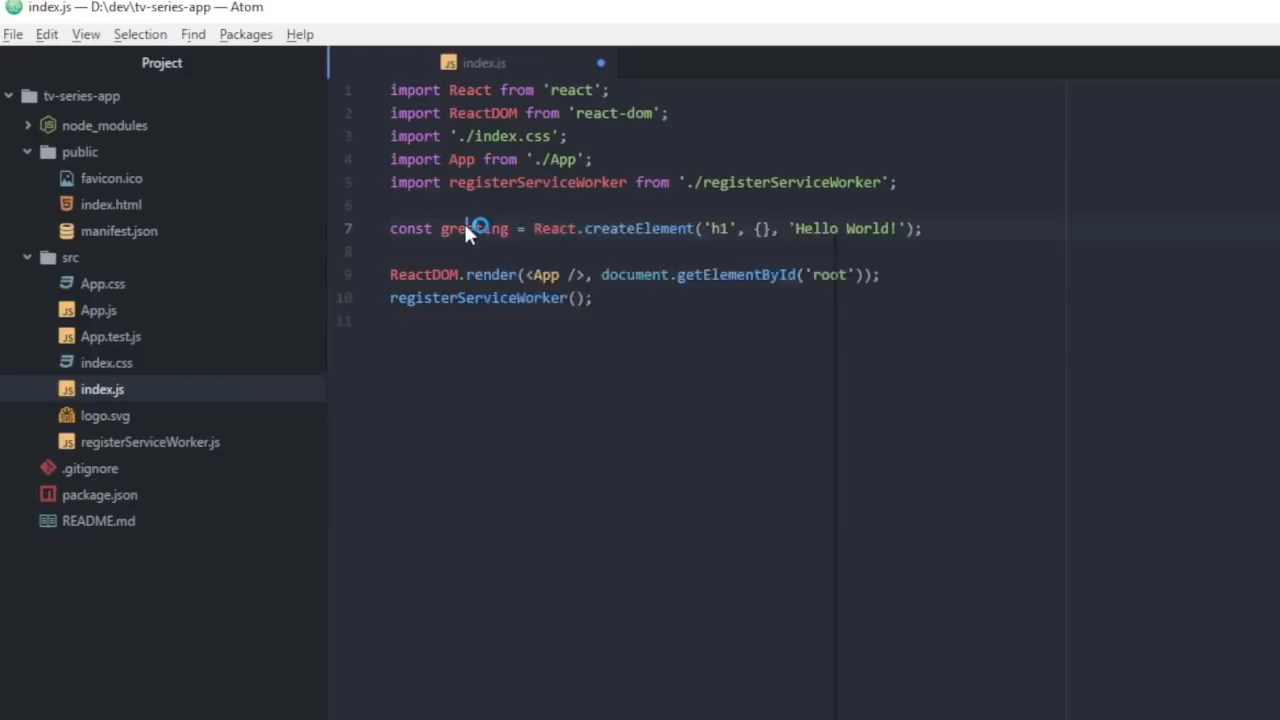 index.js — D:\dev\tv-series-app — Atom
File Edit View Selection Find Packages Help
Project
tv-series-app
node_modules
public
favicon.ico
index.html
manifest.json
src
App.css
App.js
App.test.js
index.css
index.js
logo.svg
registerServiceWorker.js
.gitignore
package.json
README.md
index.js
1 import React from 'react';
2 import ReactDOM from 'react-dom';
3 import './index.css';
4 import App from './App';
5 import registerServiceWorker from './registerServiceWorker';
6
7 const greeting = React.createElement('h1', {}, 'Hello World!');
8
9 ReactDOM.render(<App />, document.getElementById('root'));
10 registerServiceWorker();
11